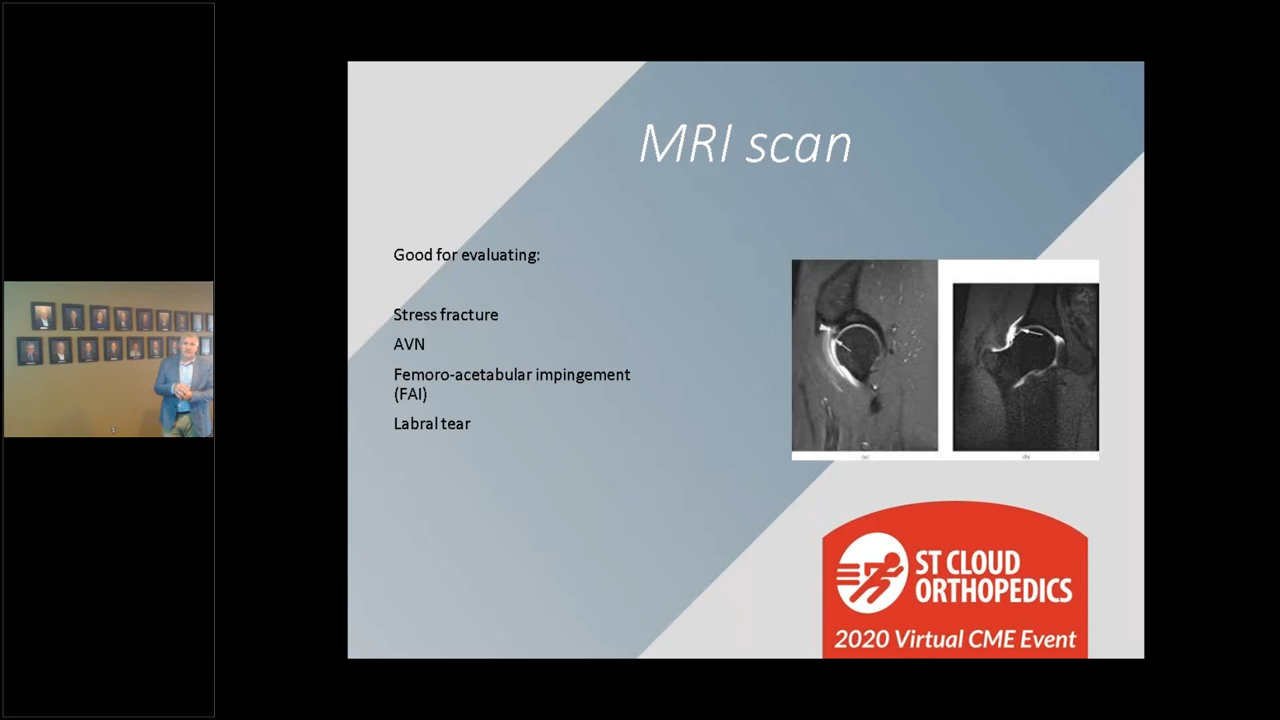 MRI scan
Good for evaluating:
Stress fracture
AVN
Femoro-acetabular impingement
(FAI)
Labral tear
ST CLOUD
ORTHOPEDICS
2020 Virtual CME Event